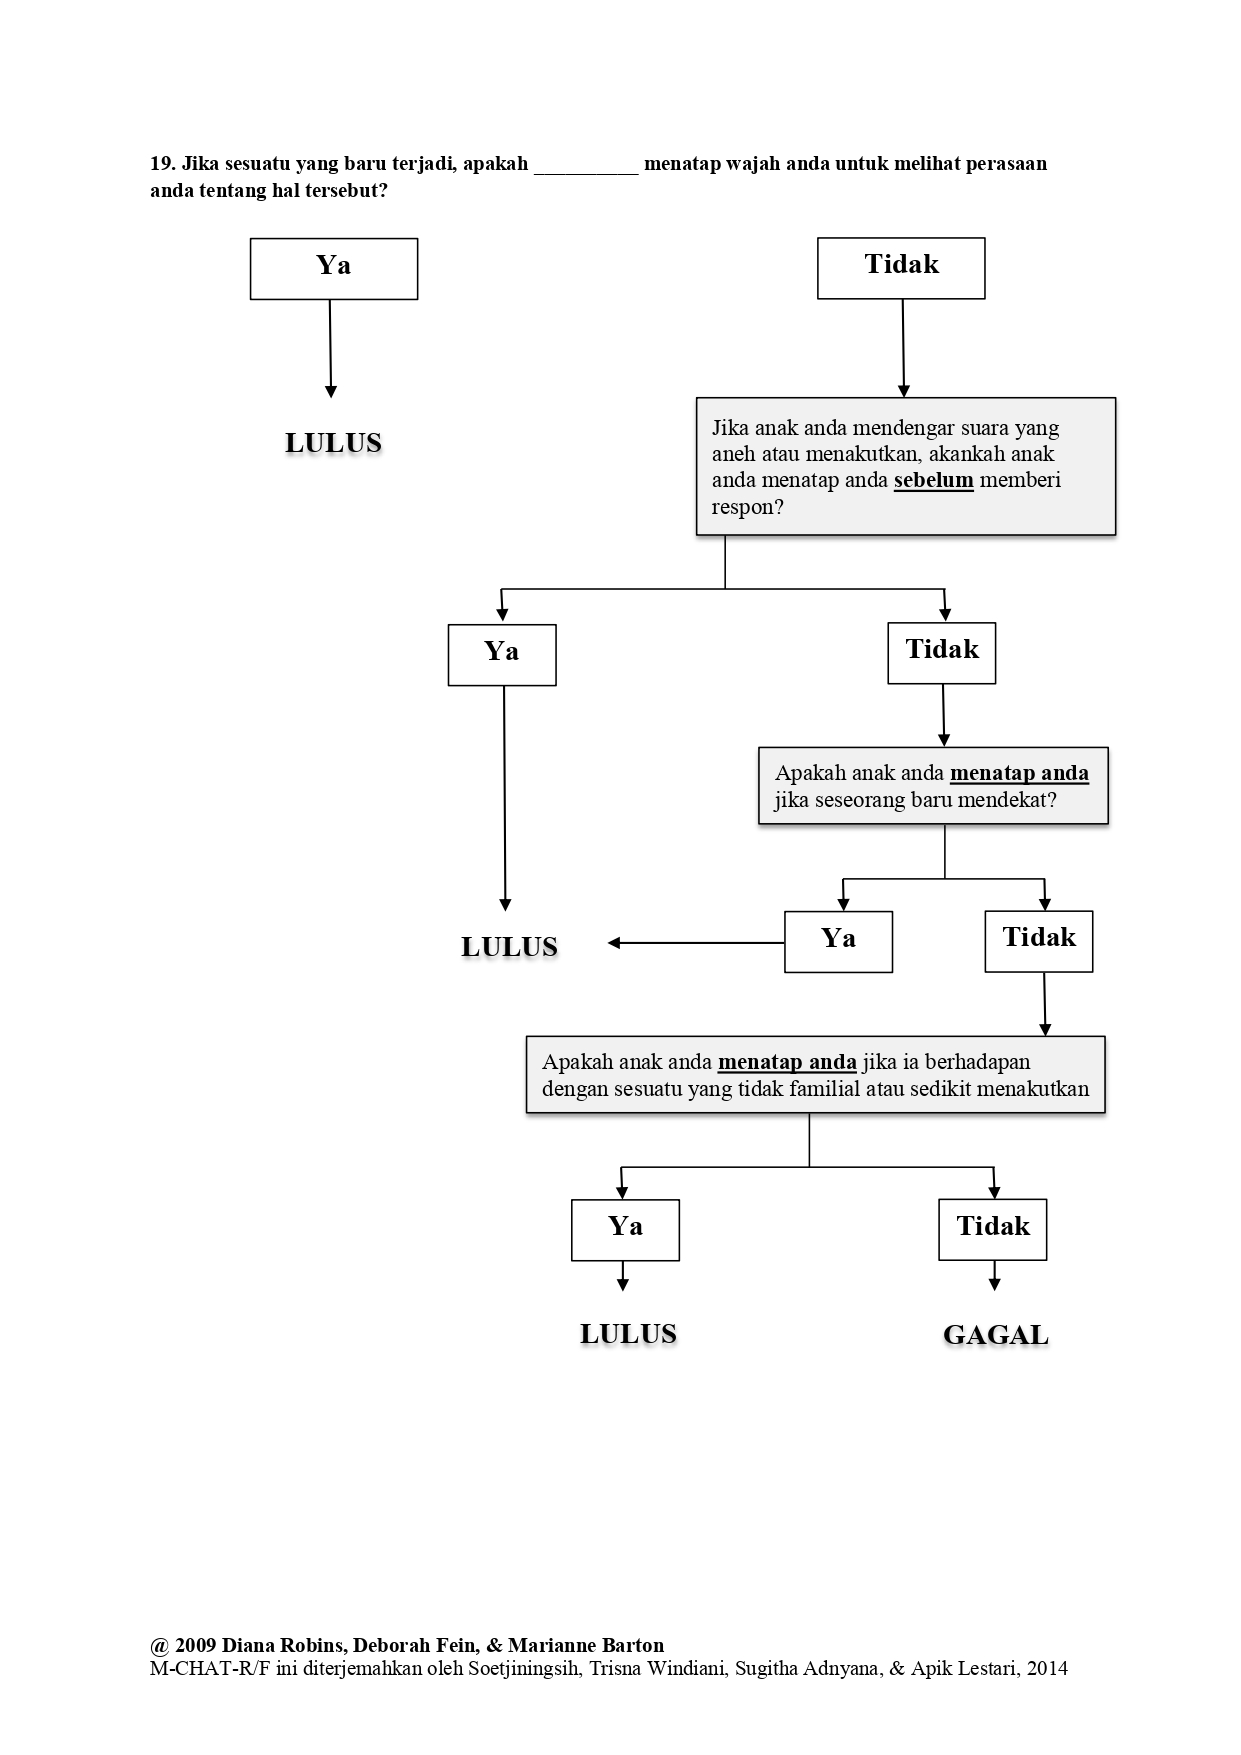 19. Jika sesuatu yang baru terjadi, apakah __________ menatap wajah anda untuk melihat perasaan
anda tentang hal tersebut?
Ya
Tidak
LULUS
Jika anak anda mendengar suara yang
aneh atau menakutkan, akankah anak
anda menatap anda sebelum memberi
respon?
Ya
Tidak
Apakah anak anda menatap anda
jika seseorang baru mendekat?
LULUS
Ya
Tidak
Apakah anak anda menatap anda jika ia berhadapan
dengan sesuatu yang tidak familial atau sedikit menakutkan
Ya
Tidak
LULUS
GAGAL
@ 2009 Diana Robins, Deborah Fein, & Marianne Barton
M-CHAT-R/F ini diterjemahkan oleh Soetjiningsih, Trisna Windiani, Sugitha Adnyana, & Apik Lestari, 2014